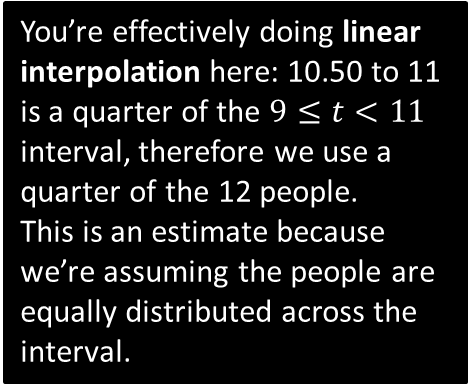 You’re effectively doing linear
interpolation here: 10.50 to 11
is a quarter of the 9 ≤ t < 11
interval, therefore we use a
quarter of the 12 people.
This is an estimate because
we’re assuming the people are
equally distributed across the
interval.